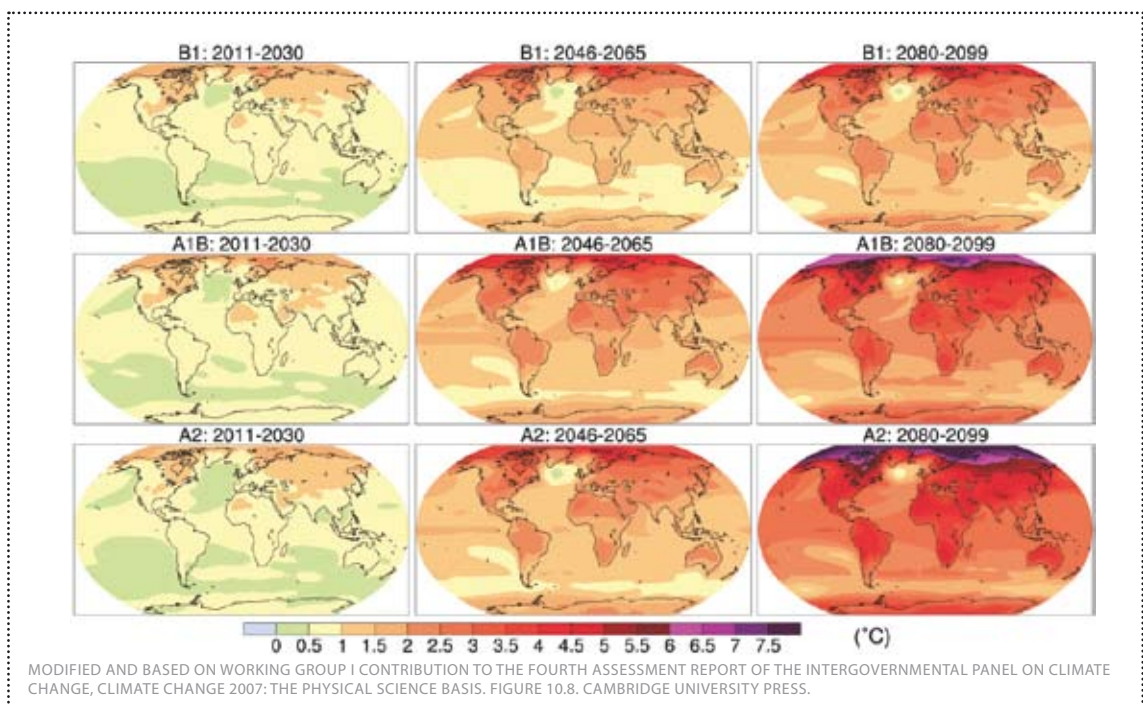 B1: 2011-2030 B1: 2046-2065 B1: 2080-2099
A1B: 2011-2030 A1B: 2046-2065 A1B: 2080-2099
A2: 2011-2030 A2: 2046-2065 A2: 2080-2099
0 0.5 1 1.5 2 2.5 3 3.5 4 4.5 5 5.5 6 6.5 7 7.5 (°C)
MODIFIED AND BASED ON WORKING GROUP I CONTRIBUTION TO THE FOURTH ASSESSMENT REPORT OF THE INTERGOVERNMENTAL PANEL ON CLIMATE
CHANGE, CLIMATE CHANGE 2007: THE PHYSICAL SCIENCE BASIS. FIGURE 10.8. CAMBRIDGE UNIVERSITY PRESS.